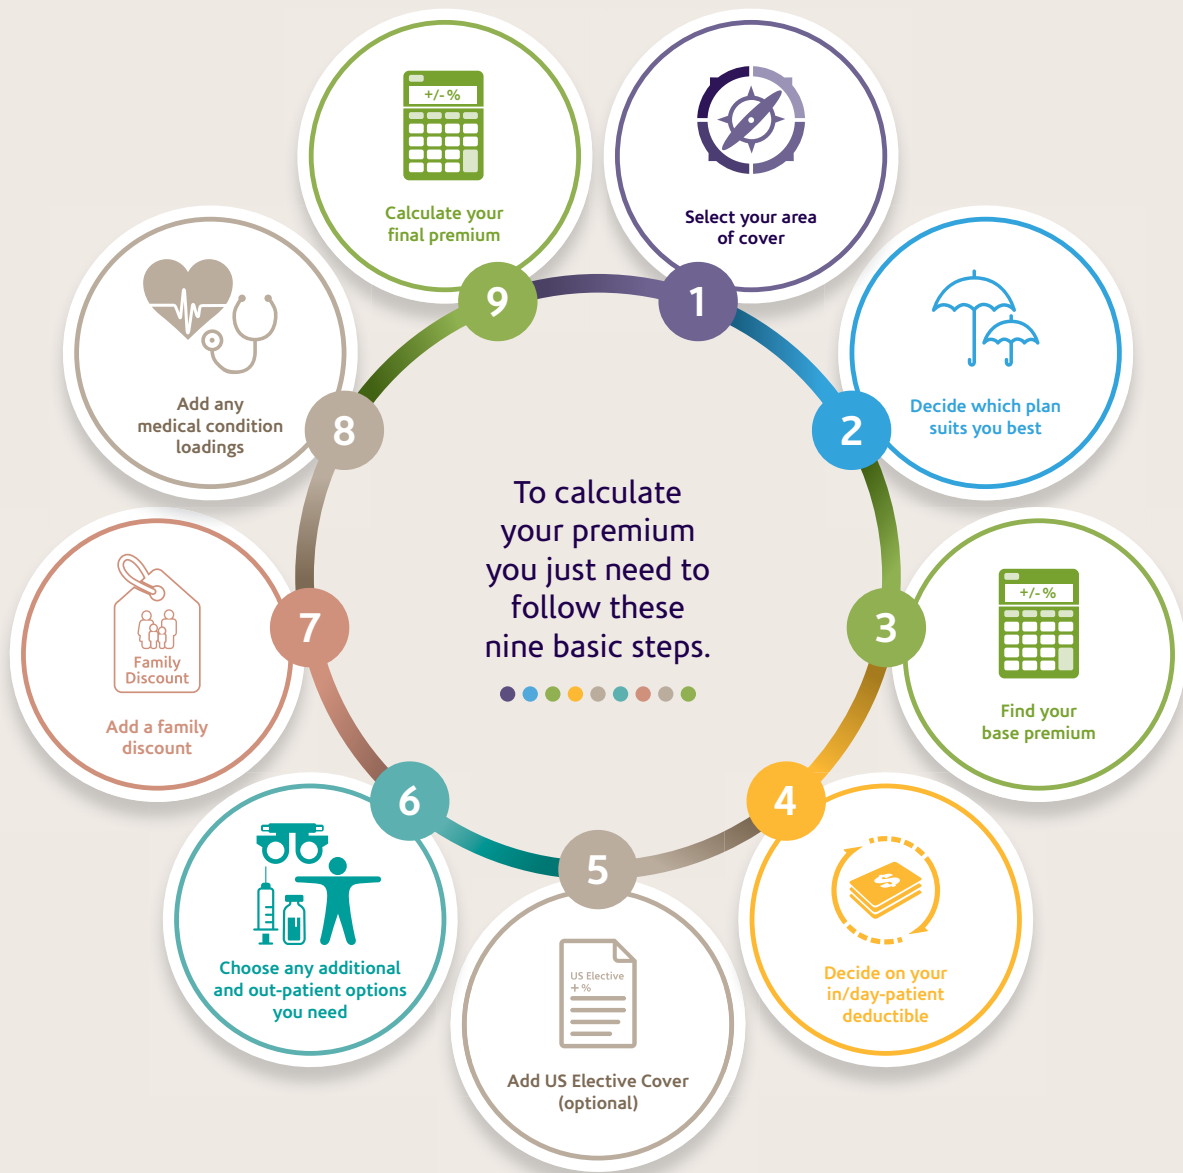 To calculate
your premium
you just need to
follow these
nine basic steps.
1
Select your area
of cover
2
Decide which plan
suits you best
3
+/-%
Find your
base premium
4
$
Decide on your
in/day-patient
deductible
5
US Elective
+%
Add US Elective Cover
(optional)
6
Choose any additional
and out-patient options
you need
7
Family
Discount
Add a family
discount
8
Add any
medical condition
loadings
9
+/-%
Calculate your
final premium